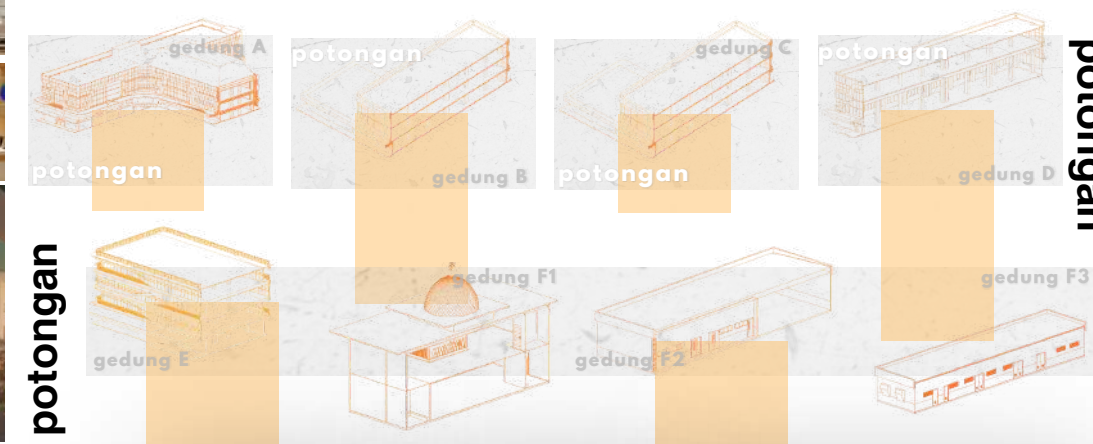 gedung A
potongan
potongan
gedung B
gedung C
potongan
potongan
gedung D
potongan
potongan
gedung E
gedung F1
gedung F2
gedung F3